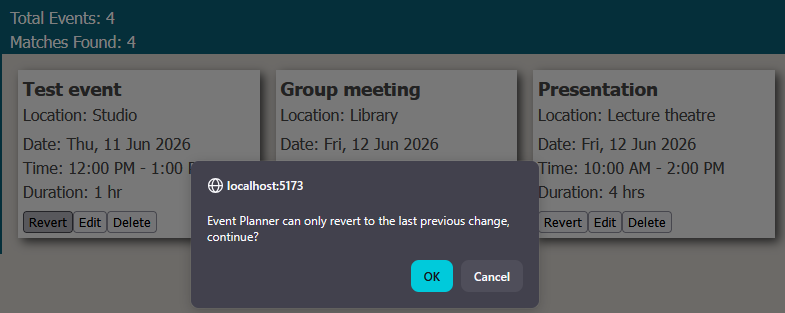 Total Events: 4
Matches Found: 4
Test event
Location: Studio
Date: Thu, 11 Jun 2026
Time: 12:00 PM - 1:00
Duration: 1 hr
Revert Edit Delete
Group meeting
Location: Library
Date: Fri, 12 Jun 2026
Presentation
Location: Lecture theatre
Date: Fri, 12 Jun 2026
Time: 10:00 AM - 2:00 PM
Duration: 4 hrs
Revert Edit Delete
localhost:5173
Event Planner can only revert to the last previous change,
continue?
OK Cancel